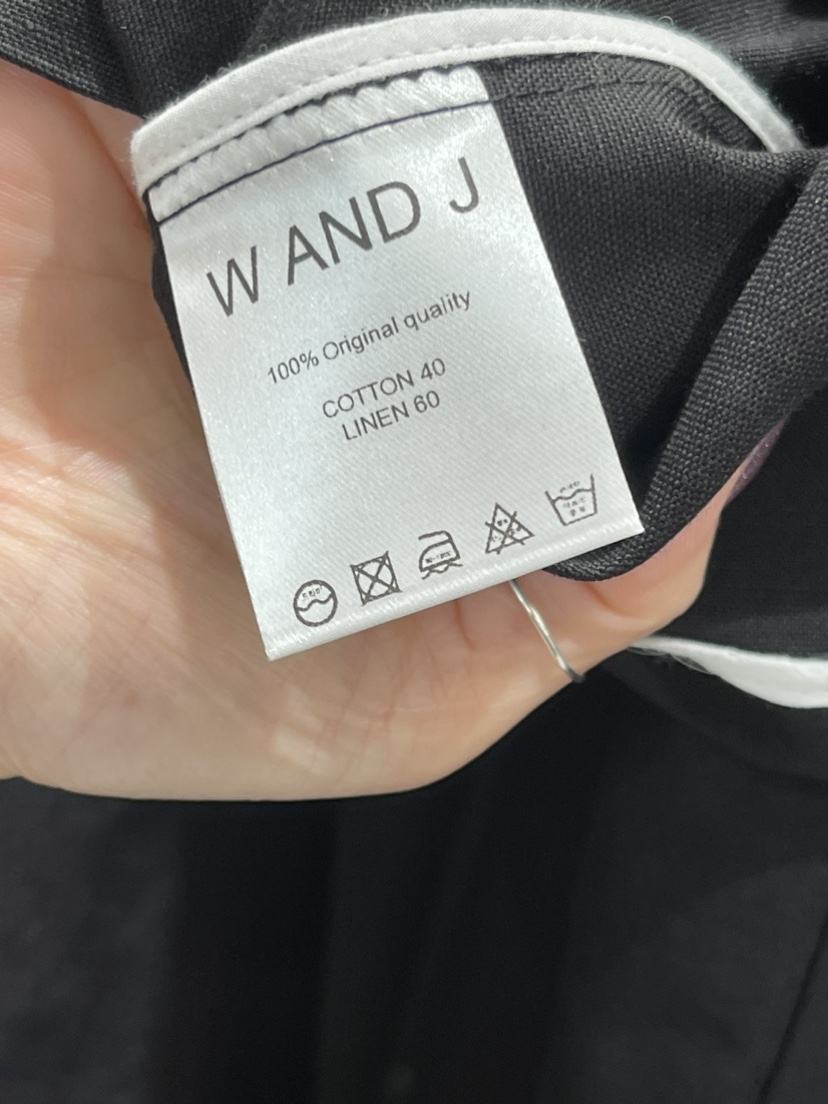 W AND J
100% Original quality
COTTON 40
LINEN 60